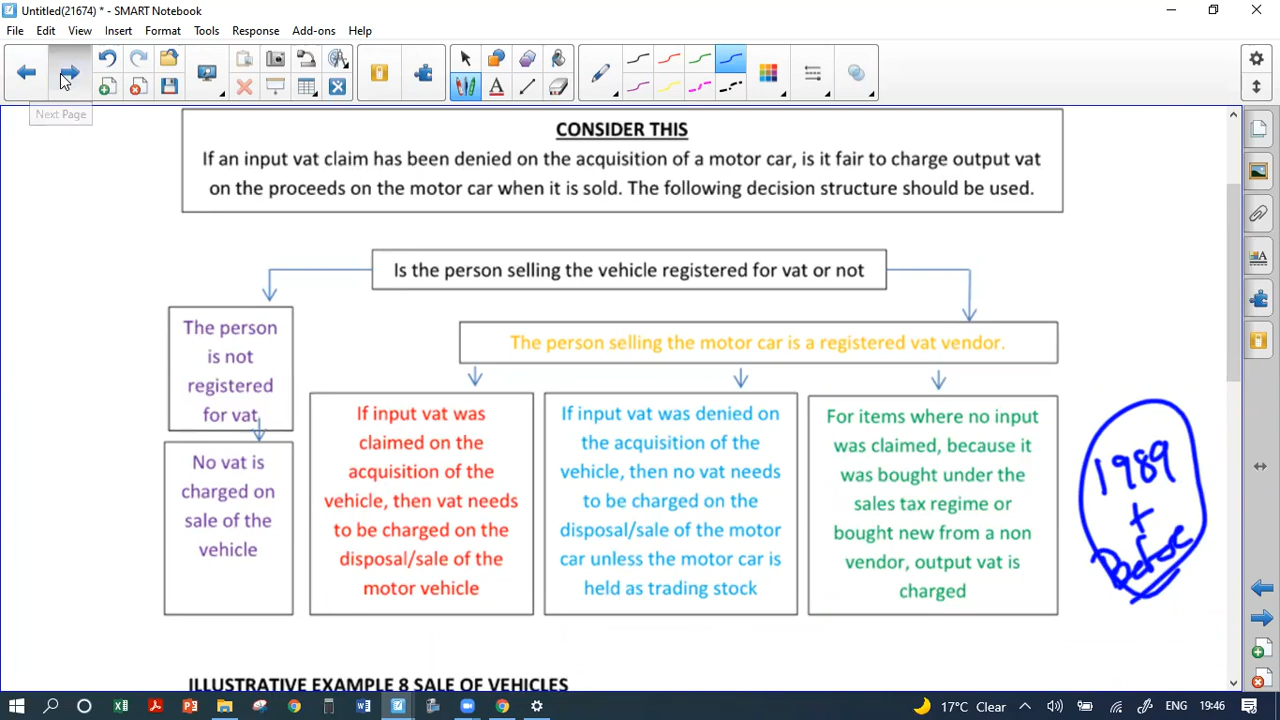 Untitled(21674) * - SMART Notebook
File Edit View Insert Format Tools Response Add-ons Help
Next Page
CONSIDER THIS
If an input vat claim has been denied on the acquisition of a motor car, is it fair to charge output vat
on the proceeds on the motor car when it is sold. The following decision structure should be used.
Is the person selling the vehicle registered for vat or not
The person
is not
registered
for vat
No vat is
charged on
sale of the
vehicle
The person selling the motor car is a registered vat vendor.
If input vat was
claimed on the
acquisition of the
vehicle, then vat needs
to be charged on the
disposal/sale of the
motor vehicle
If input vat was denied on
the acquisition of the
vehicle, then no vat needs
to be charged on the
disposal/sale of the motor
car unless the motor car is
held as trading stock
For items where no input
was claimed, because it
was bought under the
sales tax regime or
bought new from a non
vendor, output vat is
charged
1989
+
Before
ILLUSTRATIVE EXAMPLE 8 SALE OF VEHICLES
17°C Clear
ENG
19:46